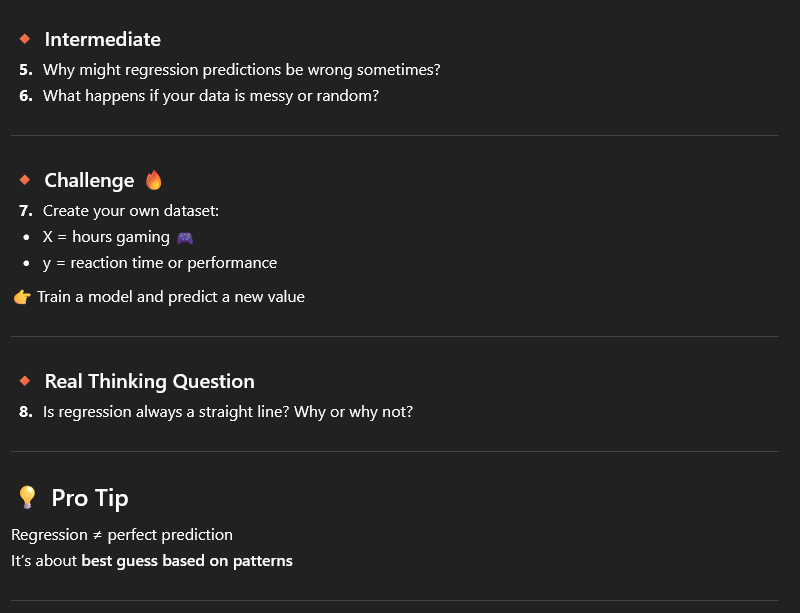 🔸 Intermediate
5. Why might regression predictions be wrong sometimes?
6. What happens if your data is messy or random?
🔸 Challenge 🔥
7. Create your own dataset:
• X = hours gaming 🎮
• y = reaction time or performance
👉 Train a model and predict a new value
🔸 Real Thinking Question
8. Is regression always a straight line? Why or why not?
💡 Pro Tip
Regression ≠ perfect prediction
It’s about best guess based on patterns